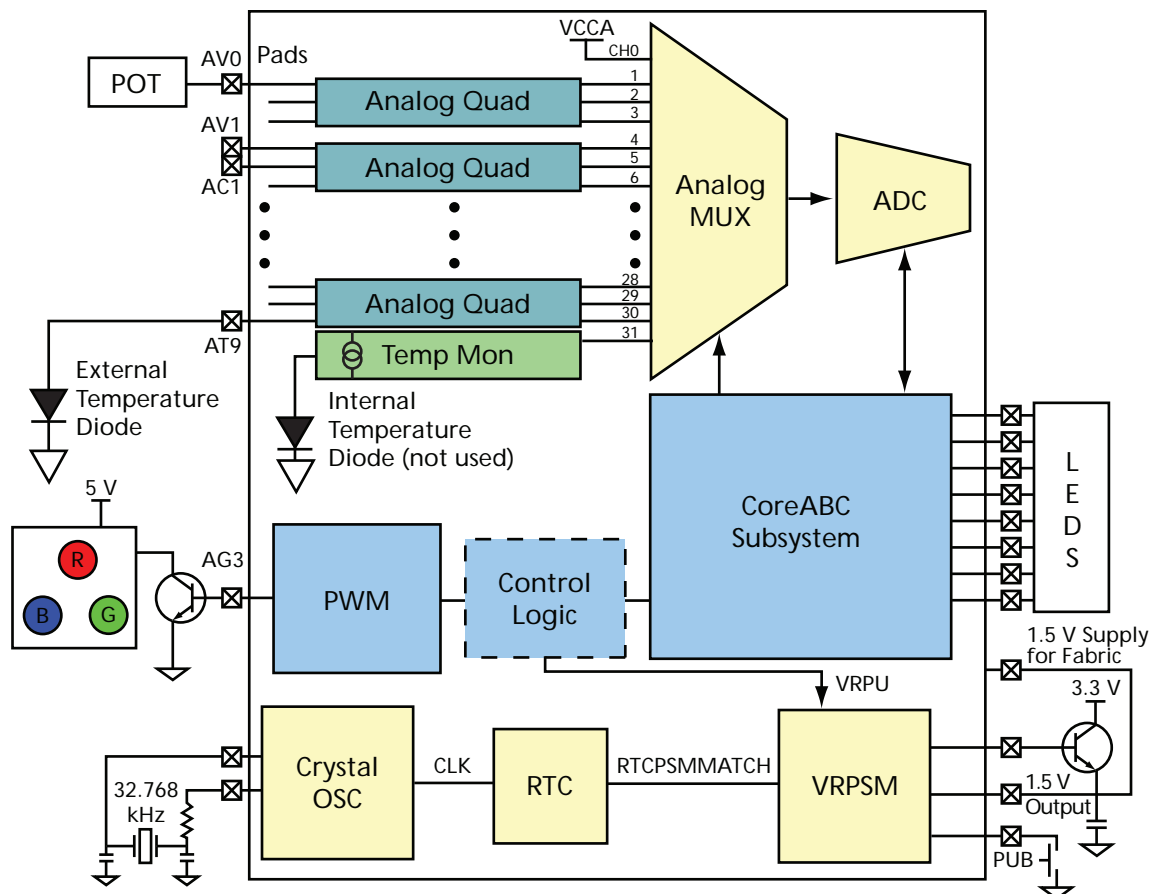 VCCA
CH0
AV0
Pads
POT
Analog Quad
1
2
3
AV1
AC1
Analog Quad
4
5
6
Analog
MUX
ADC
Analog Quad
28
29
30
31
AT9
Temp Mon
External
Temperature
Diode
Internal
Temperature
Diode (not used)
5 V
R
B
G
AG3
PWM
Control
Logic
CoreABC
Subsystem
L
E
D
S
VRPU
1.5 V Supply
for Fabric
3.3 V
32.768
kHz
Crystal
OSC
CLK
RTC
RTCPSMMATCH
VRPSM
1.5 V
Output
PUB